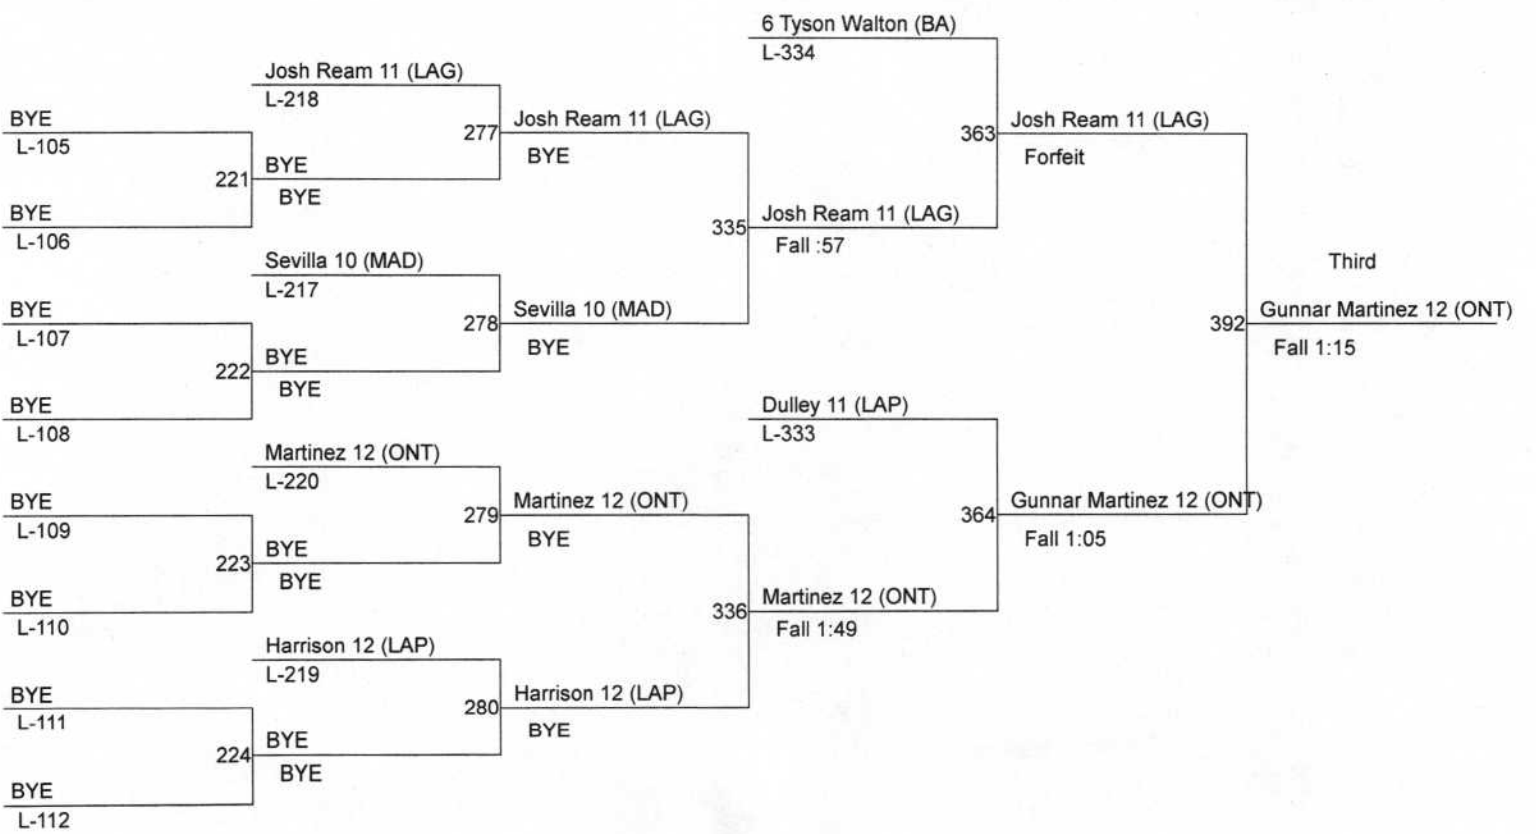 6 Tyson Walton (BA)
L-334
Josh Ream 11 (LAG)
L-218
BYE
L-105
277
Josh Ream 11 (LAG)
BYE
363
Josh Ream 11 (LAG)
Forfeit
221
BYE
BYE
BYE
L-106
335
Josh Ream 11 (LAG)
Fall :57
Sevilla 10 (MAD)
L-217
Third
BYE
L-107
278
Sevilla 10 (MAD)
BYE
392
Gunnar Martinez 12 (ONT)
Fall 1:15
222
BYE
BYE
BYE
L-108
Dulley 11 (LAP)
L-333
Martinez 12 (ONT)
L-220
BYE
L-109
279
Martinez 12 (ONT)
BYE
364
Gunnar Martinez 12 (ONT)
Fall 1:05
223
BYE
BYE
BYE
L-110
336
Martinez 12 (ONT)
Fall 1:49
Harrison 12 (LAP)
L-219
BYE
L-111
280
Harrison 12 (LAP)
BYE
224
BYE
BYE
BYE
L-112